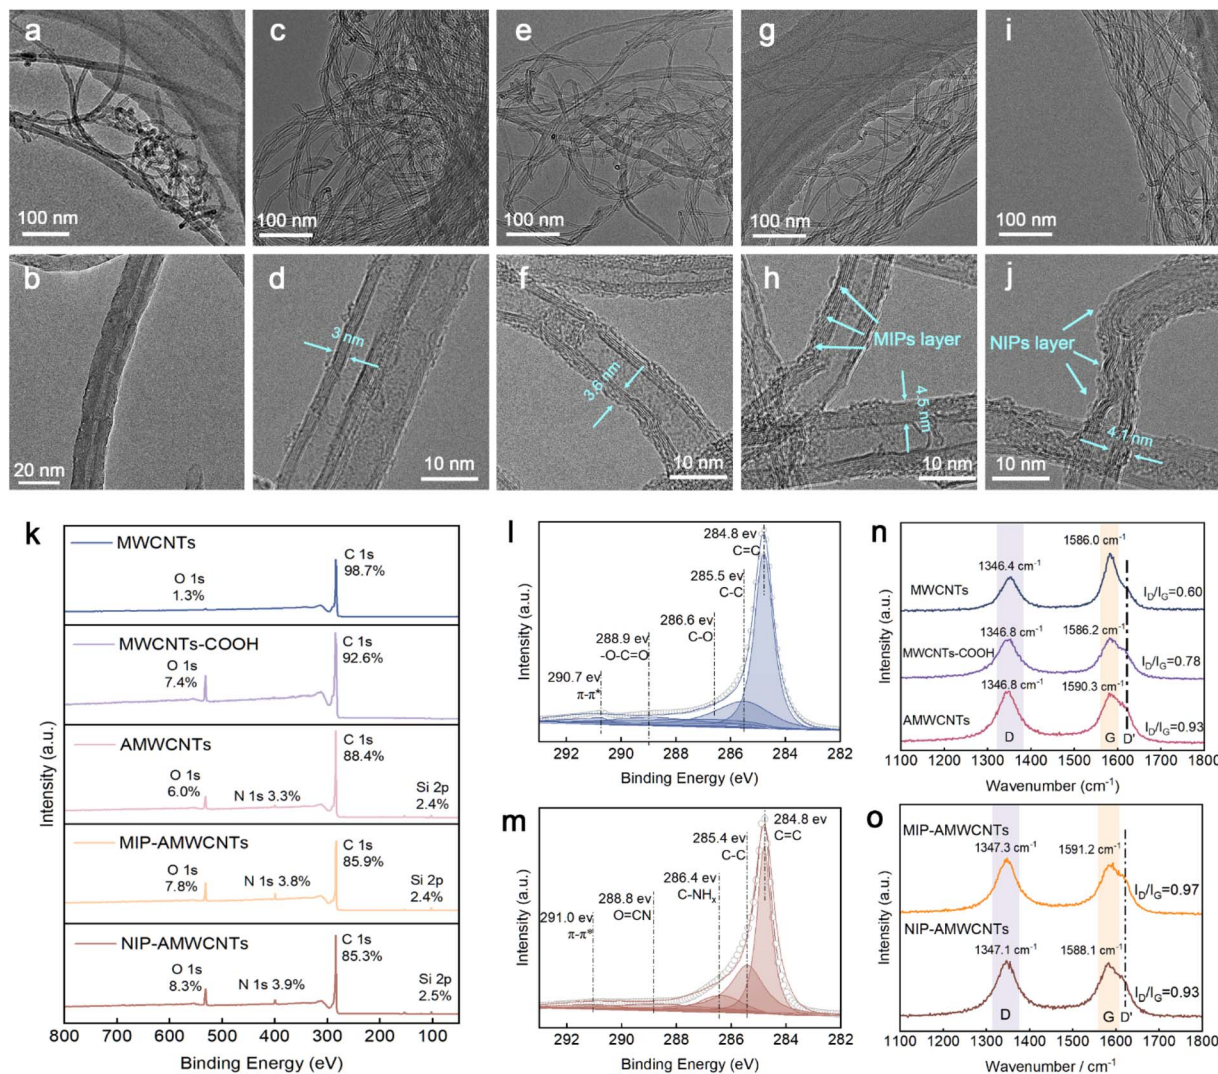 a
c
e
g
i
100 nm
100 nm
100 nm
100 nm
100 nm
b
d
f
h
j
3 nm
3.6 nm
MIPs layer
4.5 nm
NIPs layer
4.1 nm
20 nm
10 nm
10 nm
10 nm
10 nm
k
MWCNTs
C 1s
98.7%
O 1s
1.3%
MWCNTs-COOH
C 1s
92.6%
O 1s
7.4%
AMWCNTs
C 1s
88.4%
O 1s
6.0%
N 1s 3.3%
Si 2p
2.4%
MIP-AMWCNTs
C 1s
85.9%
O 1s
7.8%
N 1s 3.8%
Si 2p
2.4%
NIP-AMWCNTs
C 1s
85.3%
O 1s
8.3%
N 1s 3.9%
Si 2p
2.5%
Intensity (a.u.)
800 700 600 500 400 300 200 100
Binding Energy (eV)
l
284.8 ev
C=C
285.5 ev
C-C
286.6 ev
C-O
288.9 ev
-O-C=O
290.7 ev
π-π*
Intensity (a.u.)
292 290 288 286 284 282
Binding Energy (eV)
m
284.8 ev
C=C
285.4 ev
C-C
286.4 ev
C-NHₓ
288.8 ev
O=CN
291.0 ev
π-π*
Intensity (a.u.)
292 290 288 286 284 282
Binding Energy (eV)
n
1586.0 cm⁻¹
1346.4 cm⁻¹
MWCNTs
I_D/I_G=0.60
1346.8 cm⁻¹
1586.2 cm⁻¹
MWCNTs-COOH
I_D/I_G=0.78
1346.8 cm⁻¹
1590.3 cm⁻¹
AMWCNTs
I_D/I_G=0.93
D
G
D'
Intensity (a.u.)
1100 1200 1300 1400 1500 1600 1700 1800
Wavenumber (cm⁻¹)
o
MIP-AMWCNTs
1347.3 cm⁻¹
1591.2 cm⁻¹
I_D/I_G=0.97
NIP-AMWCNTs
1347.1 cm⁻¹
1588.1 cm⁻¹
I_D/I_G=0.93
D
G
D'
Intensity (a.u.)
1100 1200 1300 1400 1500 1600 1700 1800
Wavenumber / cm⁻¹